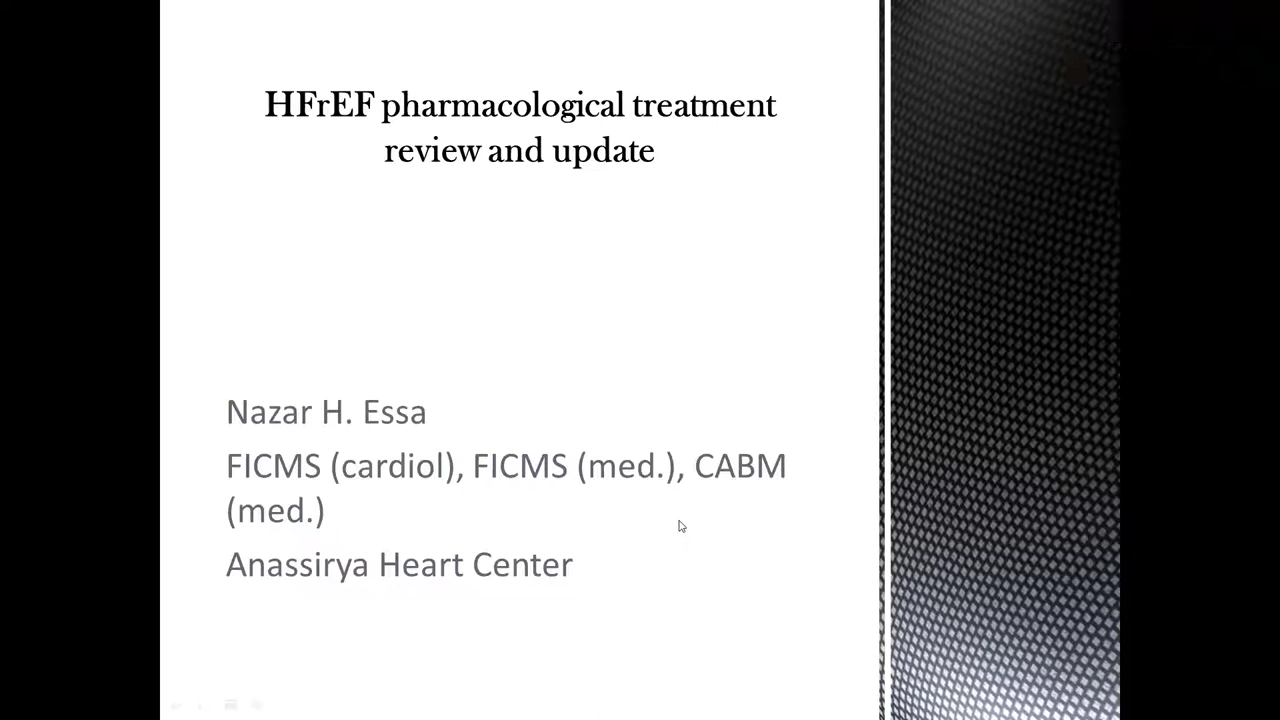 HFrEF pharmacological treatment
review and update
Nazar H. Essa
FICMS (cardiol), FICMS (med.), CABM
(med.)
Anassirya Heart Center